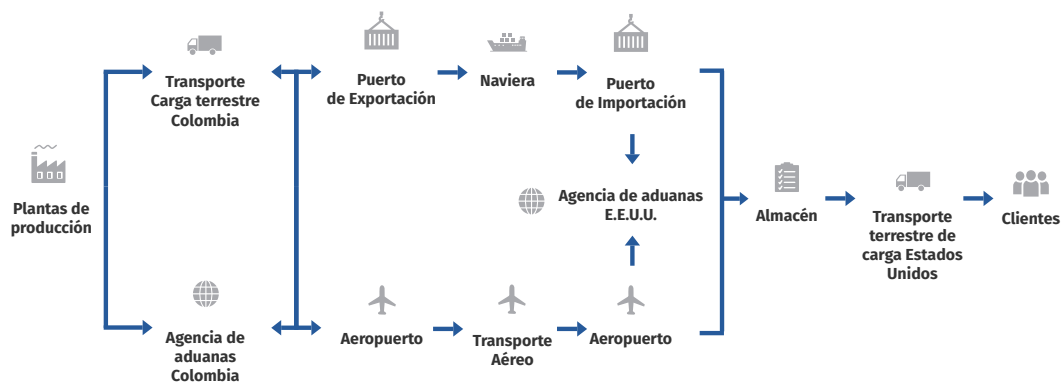 Plantas de
producción
Transporte
Carga terrestre
Colombia
Agencia de
aduanas
Colombia
Puerto
de Exportación
Naviera
Puerto
de Importación
Agencia de aduanas
E.E.U.U.
Aeropuerto
Transporte
Aéreo
Aeropuerto
Almacén
Transporte
terrestre de
carga Estados
Unidos
Clientes